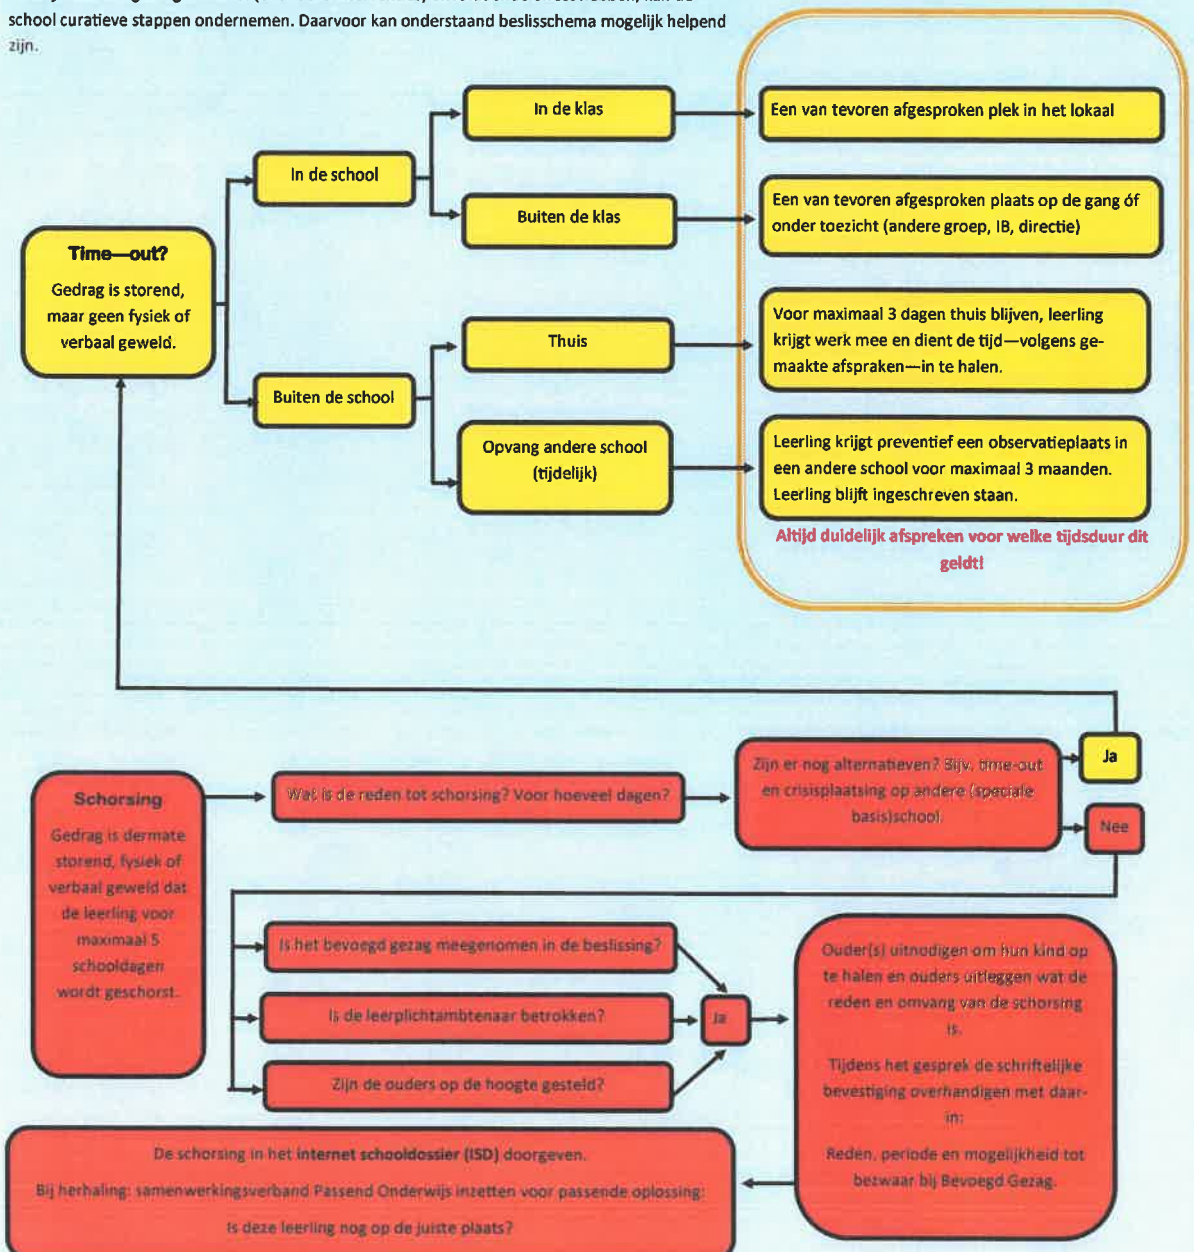 school curatieve stappen ondernemen. Daarvoor kan onderstaand beslisschema mogelijk helpend
zijn.
In de klas
Een van tevoren afgesproken plek in het lokaal
In de school
Buiten de klas
Een van tevoren afgesproken plaats op de gang óf
onder toezicht (andere groep, IB, directie)
Time—out?
Gedrag is storend,
maar geen fysiek of
verbaal geweld.
Thuis
Voor maximaal 3 dagen thuis blijven, leerling
krijgt werk mee en dient de tijd—volgens ge-
maakte afspraken—in te halen.
Buiten de school
Opvang andere school
(tijdelijk)
Leerling krijgt preventief een observatieplaats in
een andere school voor maximaal 3 maanden.
Leerling blijft ingeschreven staan.
Altijd duidelijk afspreken voor welke tijdsduur dit
geldt!
Schorsing
Gedrag is dermate
storend, fysiek of
verbaal geweld dat
de leerling voor
maximaal 5
schooldagen
wordt geschorst.
Wat is de reden tot schorsing? Voor hoeveel dagen?
Zijn er nog alternatieven? Bijv. time-out
en crisisplaatsing op andere (speciale
basis)school.
Ja
Nee
Is het bevoegd gezag meegenomen in de beslissing?
Is de leerplichtambtenaar betrokken?
Zijn de ouders op de hoogte gesteld?
Ja
Ouder(s) uitnodigen om hun kind op
te halen en ouders uitleggen wat de
reden en omvang van de schorsing
is.
Tijdens het gesprek de schriftelijke
bevestiging overhandigen met daar-
in:
Reden, periode en mogelijkheid tot
bezwaar bij Bevoegd Gezag.
De schorsing in het internet schooldossier (ISD) doorgeven.
Bij herhaling: samenwerkingsverband Passend Onderwijs inzetten voor passende oplossing:
Is deze leerling nog op de juiste plaats?